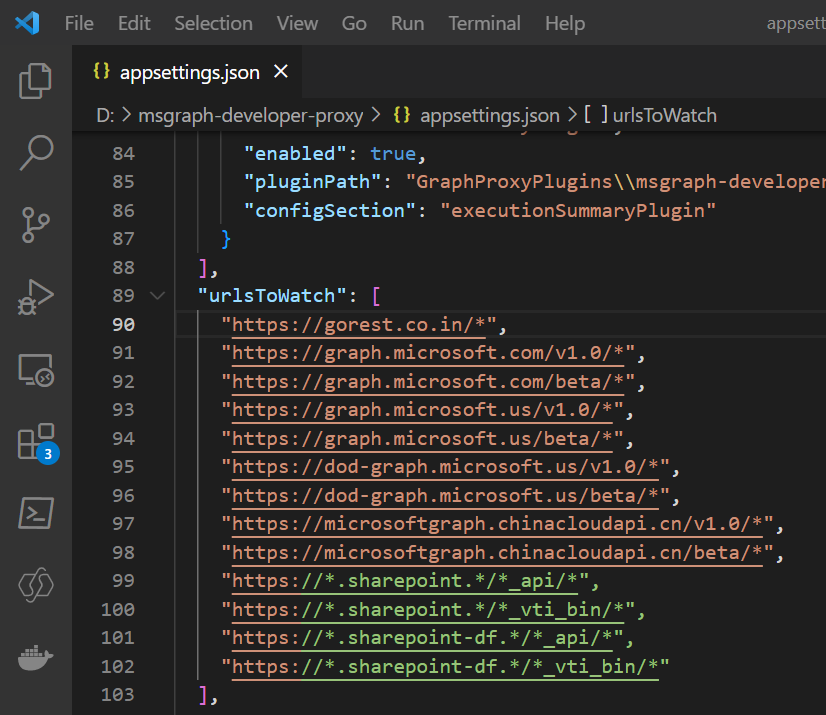 File Edit Selection View Go Run Terminal Help appsett
{} appsettings.json ×
D: > msgraph-developer-proxy > {} appsettings.json > [ ] urlsToWatch
84 "enabled": true,
85 "pluginPath": "GraphProxyPlugins\\msgraph-developer
86 "configSection": "executionSummaryPlugin"
87 }
88 ],
89 "urlsToWatch": [
90 "https://gorest.co.in/*",
91 "https://graph.microsoft.com/v1.0/*",
92 "https://graph.microsoft.com/beta/*",
93 "https://graph.microsoft.us/v1.0/*",
94 "https://graph.microsoft.us/beta/*",
95 "https://dod-graph.microsoft.us/v1.0/*",
96 "https://dod-graph.microsoft.us/beta/*",
97 "https://microsoftgraph.chinacloudapi.cn/v1.0/*",
98 "https://microsoftgraph.chinacloudapi.cn/beta/*",
99 "https://*.sharepoint.*/*_api/*",
100 "https://*.sharepoint.*/*_vti_bin/*",
101 "https://*.sharepoint-df.*/*_api/*",
102 "https://*.sharepoint-df.*/*_vti_bin/*"
103 ],
3